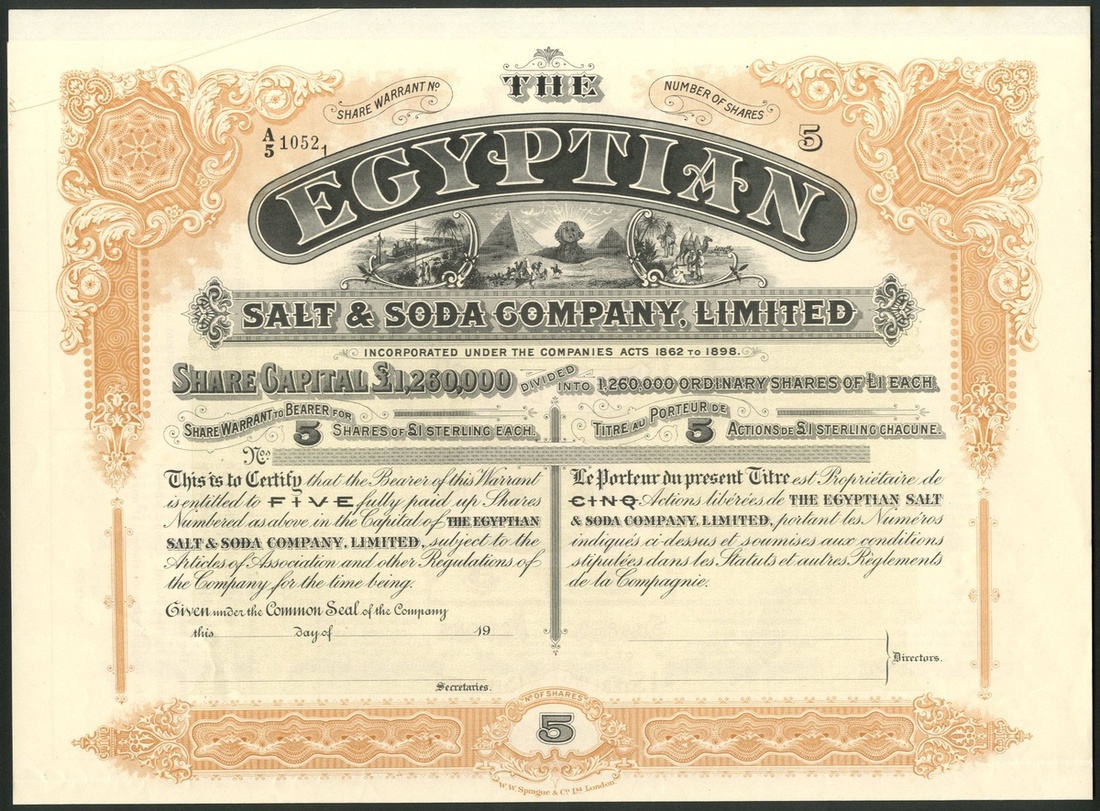 THE
SHARE WARRANT Nº
NUMBER OF SHARES
A/5 1052₁
5
EGYPTIAN
SALT & SODA COMPANY, LIMITED
INCORPORATED UNDER THE COMPANIES ACTS 1862 TO 1898.
SHARE CAPITAL £1,260,000 DIVIDED INTO 1,260,000 ORDINARY SHARES OF £1 EACH.
SHARE WARRANT TO BEARER FOR
5 SHARES OF £1 STERLING EACH.
TITRE AU PORTEUR DE
5 ACTIONS DE £1 STERLING CHACUNE.
Nos.
This is to Certify that the Bearer of this Warrant
is entitled to FIVE fully paid up Shares
Numbered as above in the Capital of THE EGYPTIAN
SALT & SODA COMPANY, LIMITED, subject to the
Articles of Association and other Regulations of
the Company for the time being.
Given under the Common Seal of the Company
this day of 19
Secretaries.
Le Porteur du present Titre est Propriétaire de
CINQ Actions libérées de THE EGYPTIAN SALT
& SODA COMPANY, LIMITED, portant les Numéros
indiqués ci-dessus et soumises aux conditions
stipulées dans les Statuts et autres Règlements
de la Compagnie.
Directors.
Nº OF SHARES
5
W. W. Sprague & Cº Ltd London.